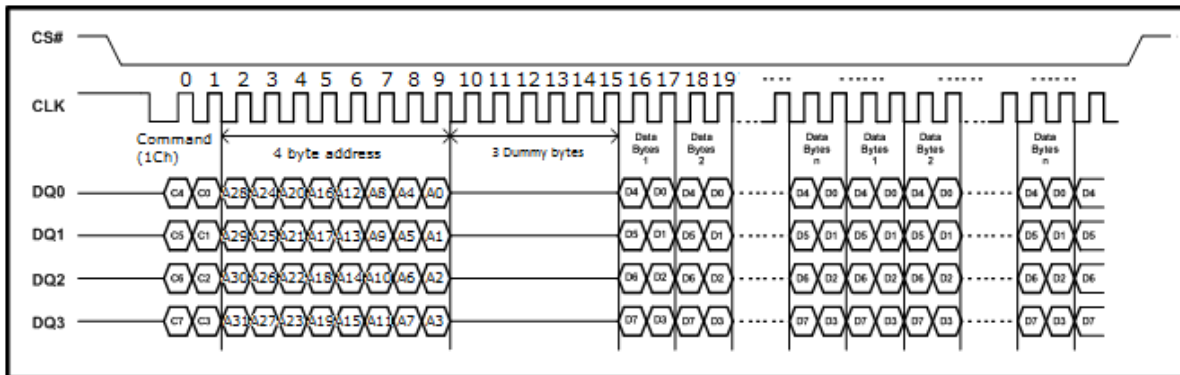 CS#
0 1 2 3 4 5 6 7 8 9 10 11 12 13 14 15 16 17 18 19
CLK
Command
(1Ch)
4 byte address
3 Dummy bytes
Data
Bytes
1
Data
Bytes
2
Data
Bytes
n
Data
Bytes
1
Data
Bytes
2
Data
Bytes
n
DQ0 C4 C0 A28 A24 A20 A16 A12 A8 A4 A0 D4 D0 D4 D0 D4 D0 D4 D0 D4 D0 D4 D0 D4
DQ1 C5 C1 A29 A25 A21 A17 A13 A9 A5 A1 D5 D1 D5 D1 D5 D1 D5 D1 D5 D1 D5 D1 D5
DQ2 C6 C2 A30 A26 A22 A18 A14 A10 A6 A2 D6 D2 D6 D2 D6 D2 D6 D2 D6 D2 D6 D2 D6
DQ3 C7 C3 A31 A27 A23 A19 A15 A11 A7 A3 D7 D3 D7 D3 D7 D3 D7 D3 D7 D3 D7 D3 D7